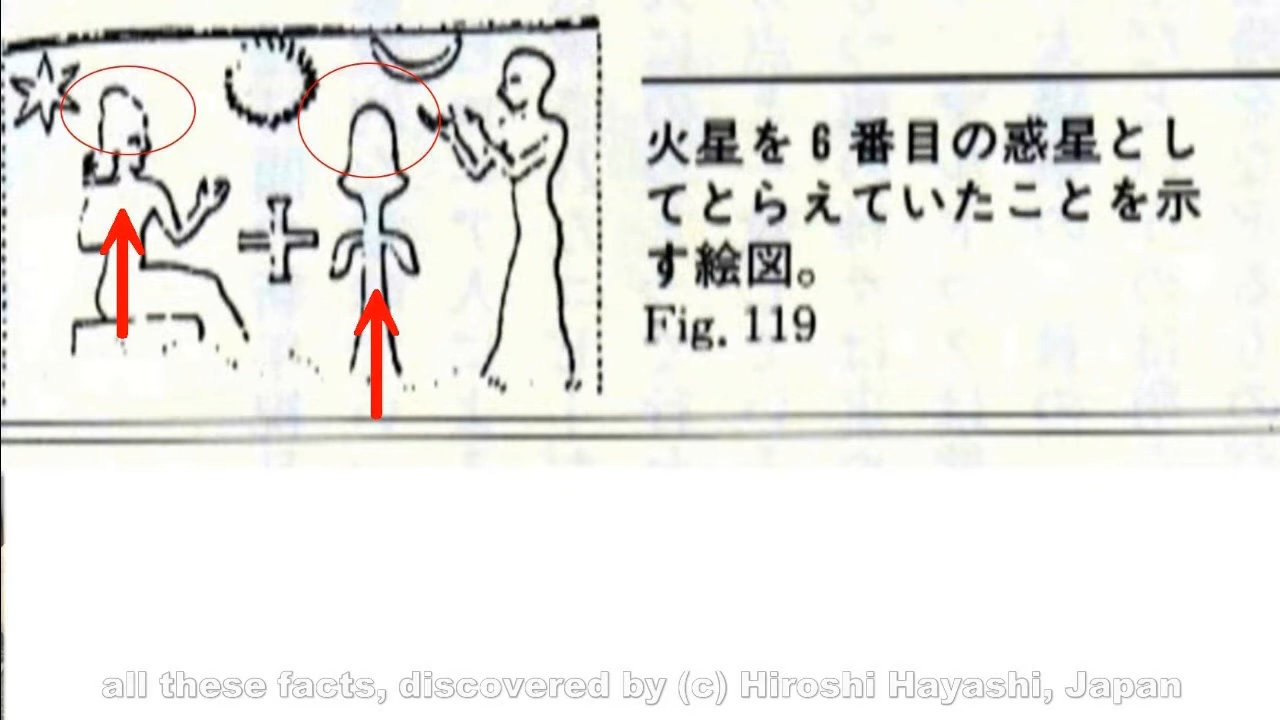 火星を6番目の惑星とし
てとらえていたことを示
す絵図。
Fig. 119
all these facts, discovered by (c) Hiroshi Hayashi, Japan